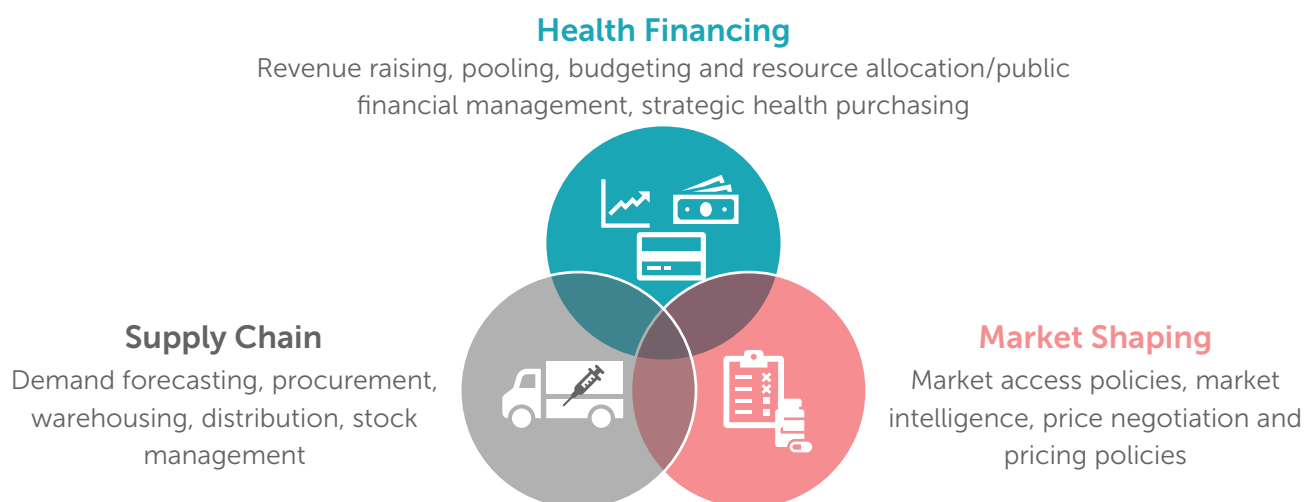 Health Financing
Revenue raising, pooling, budgeting and resource allocation/public
financial management, strategic health purchasing
Supply Chain
Demand forecasting, procurement,
warehousing, distribution, stock
management
Market Shaping
Market access policies, market
intelligence, price negotiation and
pricing policies